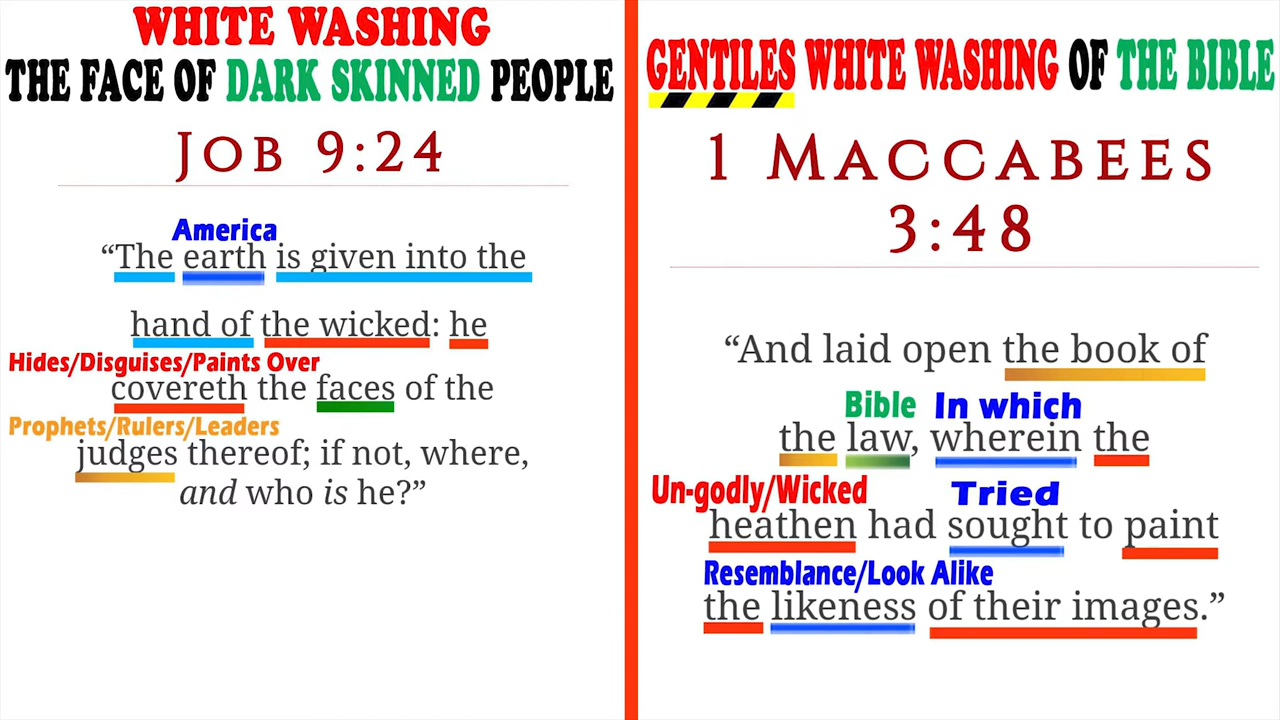 WHITE WASHING
THE FACE OF DARK SKINNED PEOPLE
JOB 9:24
America
“The earth is given into the
hand of the wicked: he
Hides/Disguises/Paints Over
covereth the faces of the
Prophets/Rulers/Leaders
judges thereof; if not, where,
and who is he?”
GENTILES WHITE WASHING OF THE BIBLE
1 MACCABEES
3:48
“And laid open the book of
Bible In which
the law, wherein the
Un-godly/Wicked Tried
heathen had sought to paint
Resemblance/Look Alike
the likeness of their images.”